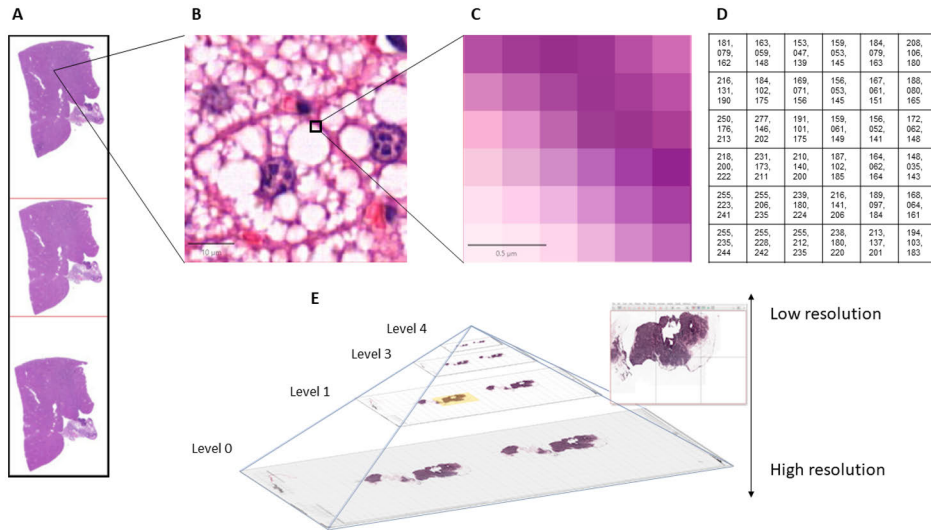 A
B
C
D
10 µm
0.5 µm
181, 163, 153, 159, 184, 208,
079, 059, 047, 053, 079, 106,
162 148 139 145 163 180
216, 184, 169, 156, 167, 188,
131, 102, 071, 053, 061, 080,
190 175 156 145 151 165
250, 277, 191, 159, 156, 172,
176, 146, 101, 061, 052, 062,
213 202 175 149 141 148
218, 231, 210, 187, 164, 148,
200, 173, 140, 102, 062, 035,
222 211 200 185 164 143
255, 255, 239, 216, 189, 168,
223, 206, 180, 141, 097, 064,
241 235 224 206 184 161
255, 255, 255, 238, 213, 194,
235, 228, 212, 180, 137, 103,
244 242 235 220 201 183
E
Level 4
Level 3
Level 1
Level 0
Low resolution
High resolution